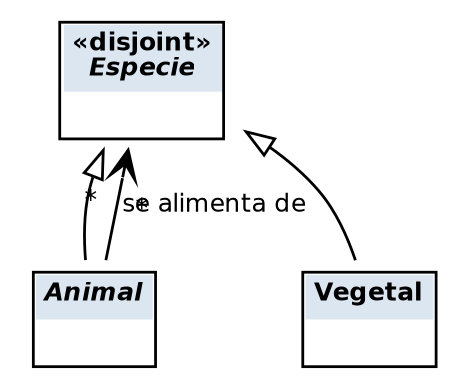 «disjoint»
Especie
*
se alimenta de
*
Animal
Vegetal